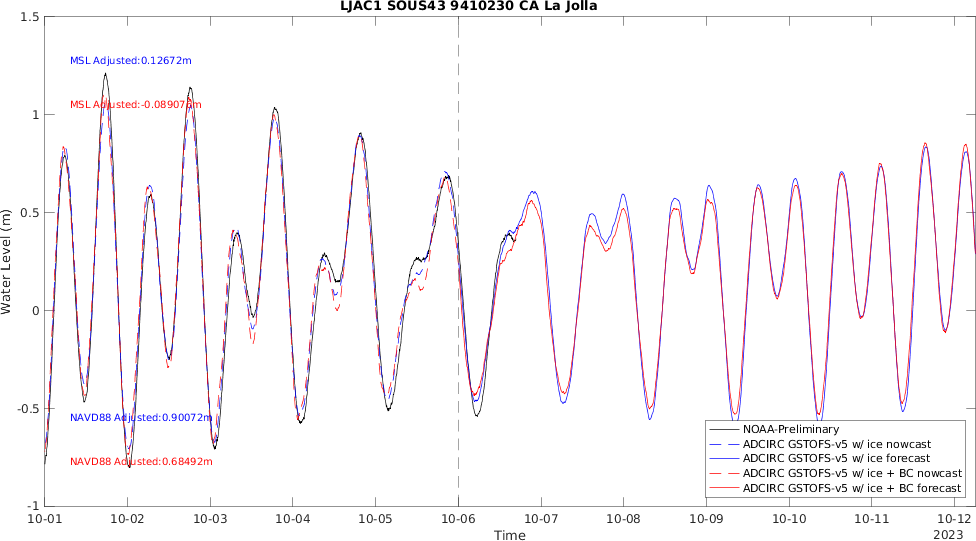 LJAC1 SOUS43 9410230 CA La Jolla
1.5
1
0.5
0
-0.5
-1
Water Level (m)
MSL Adjusted:0.12672m
MSL Adjusted:-0.08907m
NAVD88 Adjusted:0.90072m
NAVD88 Adjusted:0.68492m
NOAA-Preliminary
ADCIRC GSTOFS-v5 w/ ice nowcast
ADCIRC GSTOFS-v5 w/ ice forecast
ADCIRC GSTOFS-v5 w/ ice + BC nowcast
ADCIRC GSTOFS-v5 w/ ice + BC forecast
10-01 10-02 10-03 10-04 10-05 10-06 10-07 10-08 10-09 10-10 10-11 10-12
2023
Time